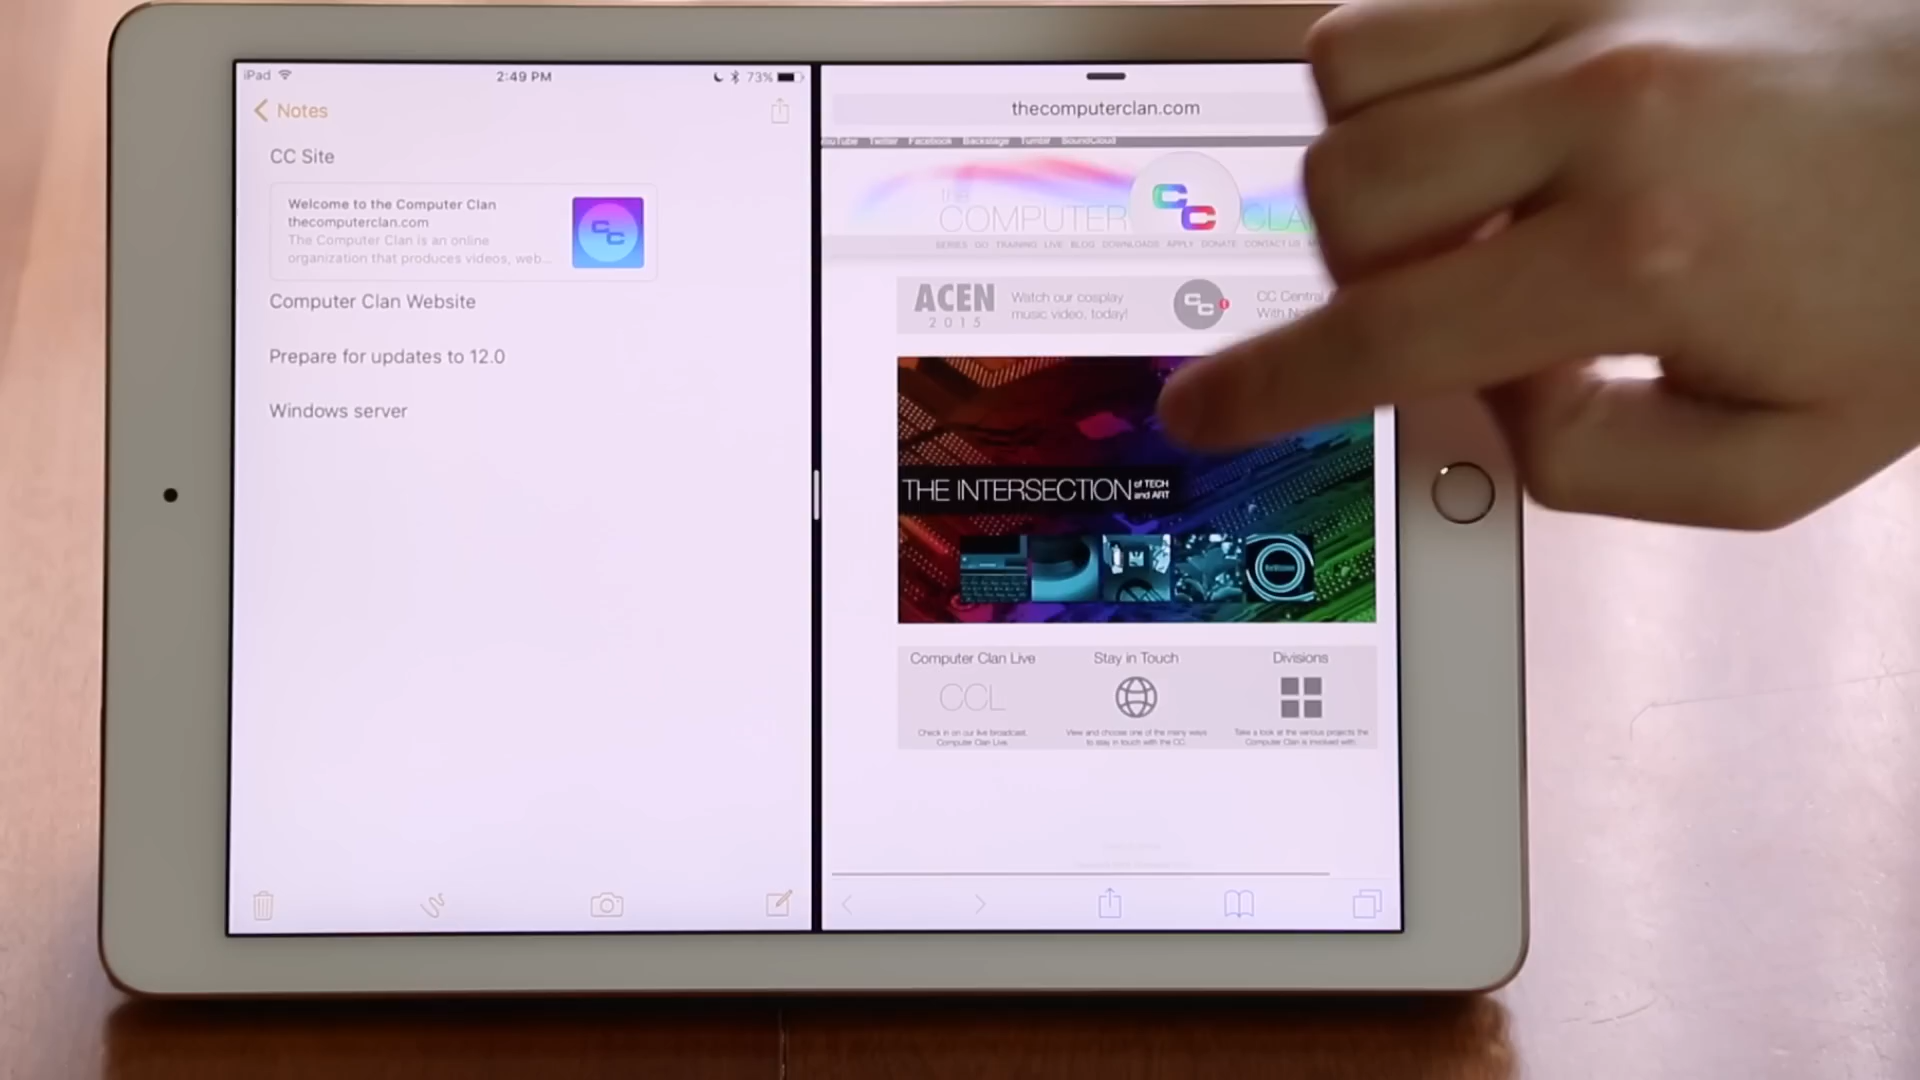 iPad
2:49 PM
73%
Notes
CC Site
Welcome to the Computer Clan
thecomputerclan.com
The Computer Clan is an online
organization that produces videos, web...
Computer Clan Website
Prepare for updates to 12.0
Windows server
thecomputerclan.com
YouTube Twitter Facebook Backstage Tumblr SoundCloud
the
COMPUTER CC CLAN
SERIES GO TRAINING LIVE BLOG DOWNLOADS APPLY DONATE CONTACT US
ACEN
2015
Watch our cosplay
music video, today!
CC Central
With
THE INTERSECTION of TECH
and ART
Computer Clan Live
CCL
Check in on our live broadcast,
Computer Clan Live.
Stay in Touch
View and choose one of the many ways
to stay in touch with the CC.
Divisions
Take a look at the various projects the
Computer Clan is involved with.